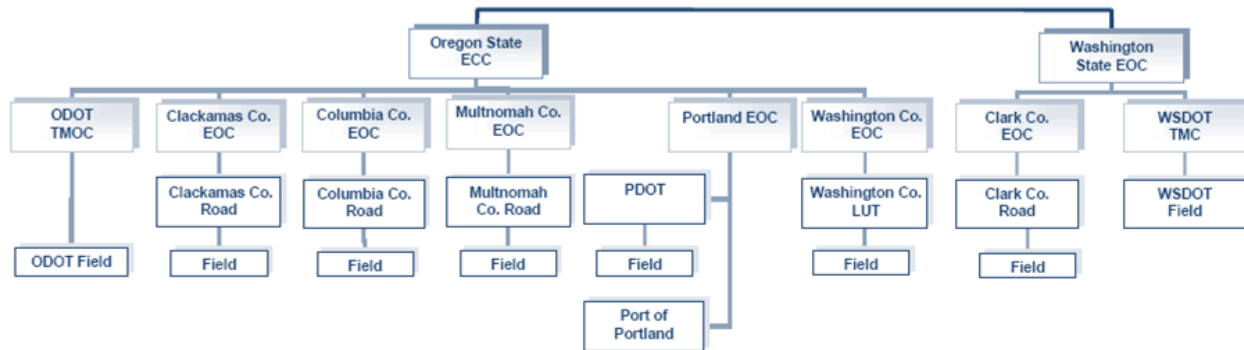 Oregon State
ECC
Washington
State EOC
ODOT
TMOC
Clackamas Co.
EOC
Columbia Co.
EOC
Multnomah Co.
EOC
Portland EOC
Washington Co.
EOC
Clark Co.
EOC
WSDOT
TMC
Clackamas Co.
Road
Columbia Co.
Road
Multnomah
Co. Road
PDOT
Washington Co.
LUT
Clark Co.
Road
WSDOT
Field
ODOT Field
Field
Field
Field
Field
Field
Field
Port of
Portland